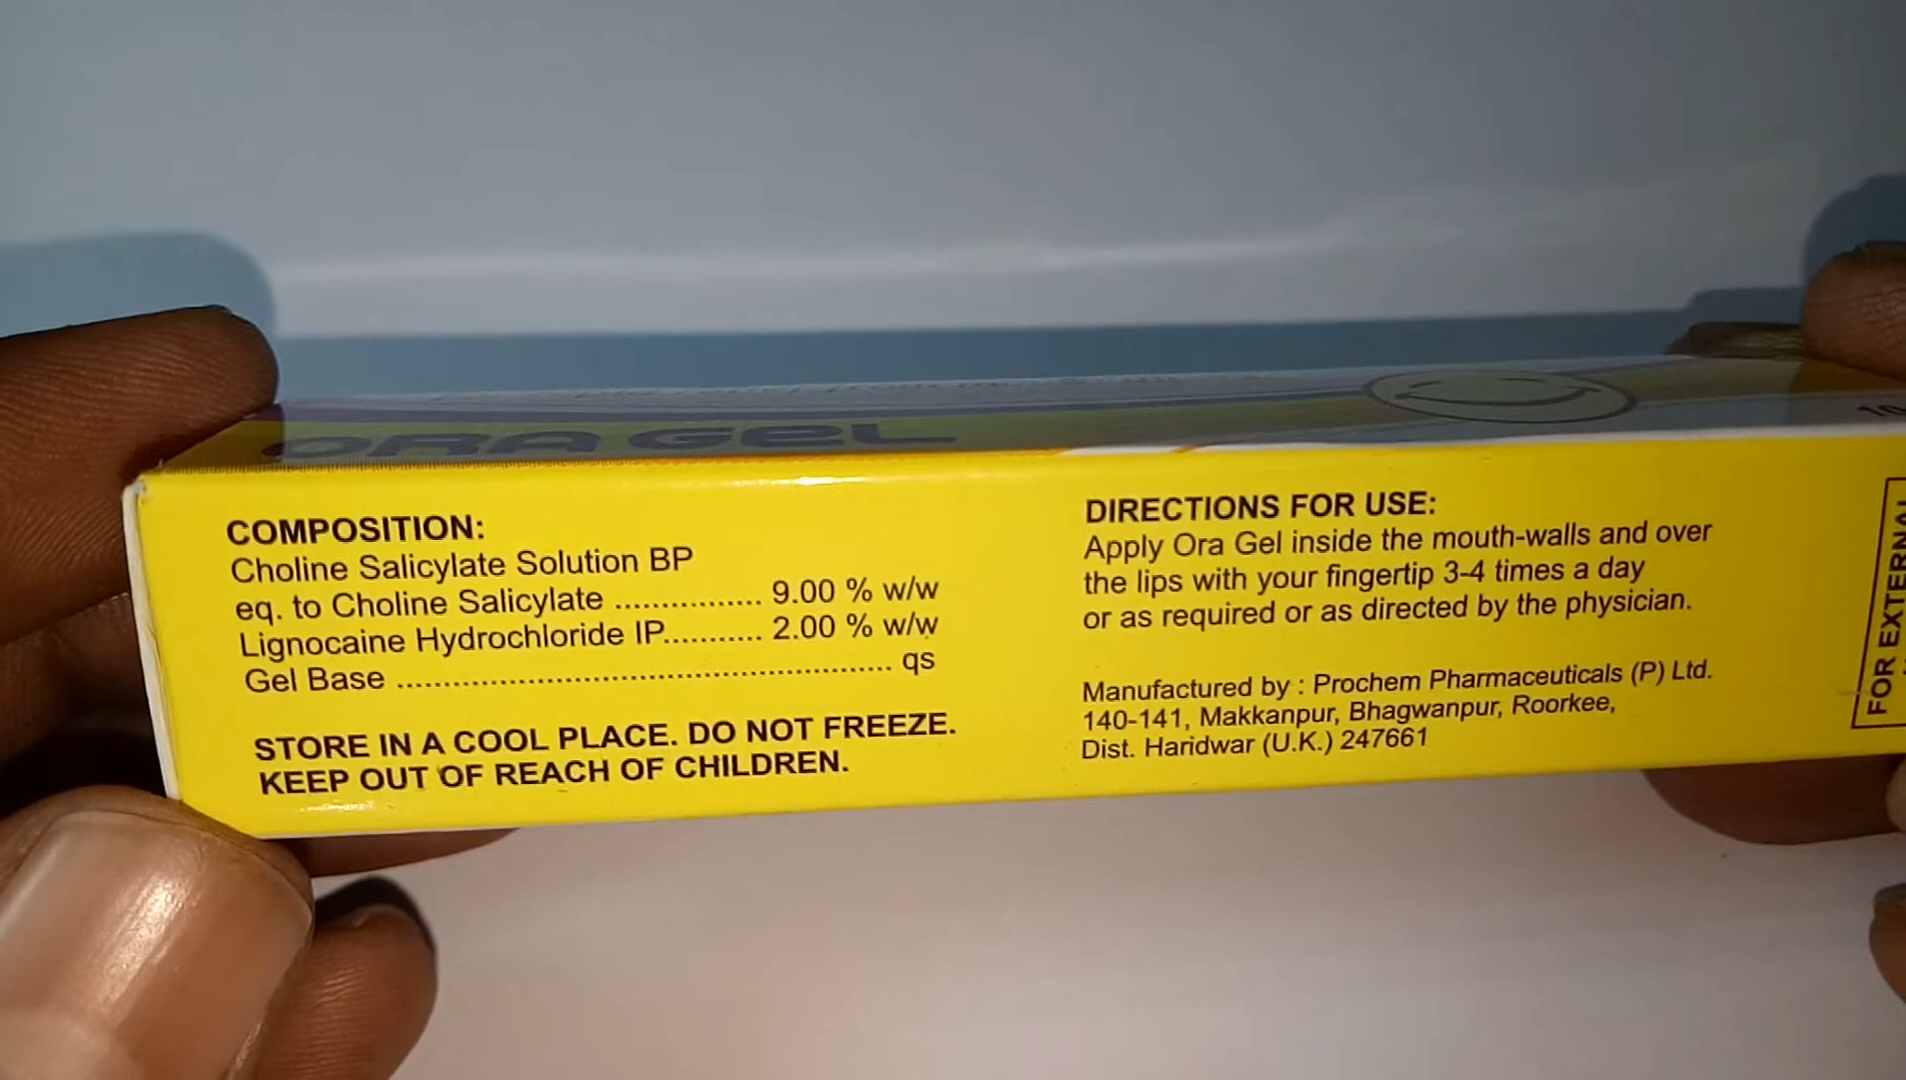 ORA GEL
10
COMPOSITION:
Choline Salicylate Solution BP
eq. to Choline Salicylate ................ 9.00 % w/w
Lignocaine Hydrochloride IP........... 2.00 % w/w
Gel Base ...................................................... qs
STORE IN A COOL PLACE. DO NOT FREEZE.
KEEP OUT OF REACH OF CHILDREN.
DIRECTIONS FOR USE:
Apply Ora Gel inside the mouth-walls and over
the lips with your fingertip 3-4 times a day
or as required or as directed by the physician.
Manufactured by : Prochem Pharmaceuticals (P) Ltd.
140-141, Makkanpur, Bhagwanpur, Roorkee,
Dist. Haridwar (U.K.) 247661
FOR EXTERNAL